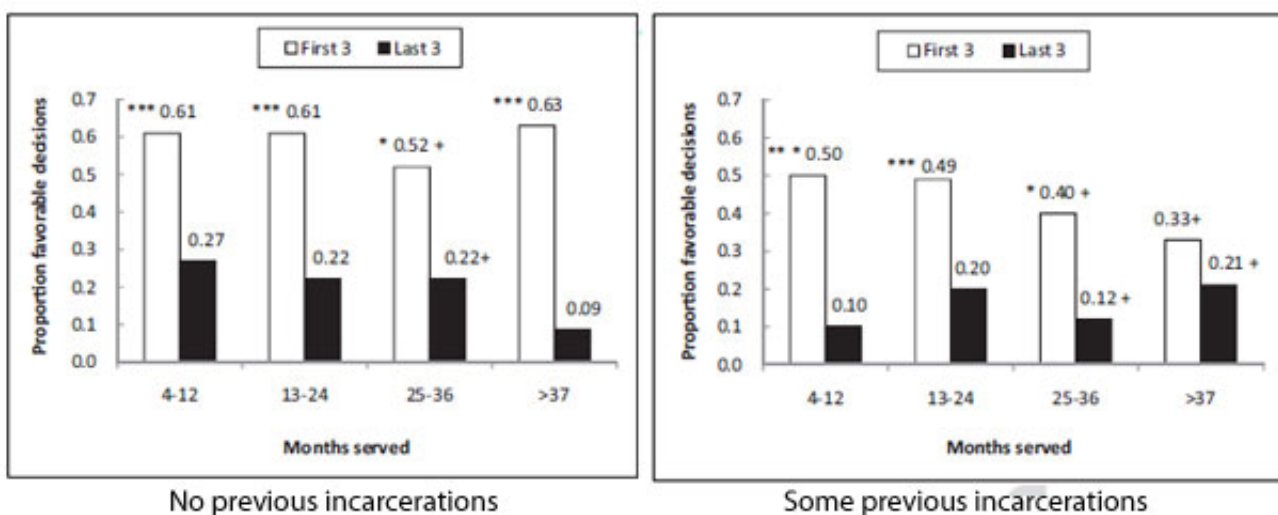 First 3 Last 3
Proportion favorable decisions
0.7
0.6
0.5
0.4
0.3
0.2
0.1
0.0
*** 0.61
0.27
*** 0.61
0.22
* 0.52 +
0.22+
*** 0.63
0.09
4-12 13-24 25-36 >37
Months served
No previous incarcerations
First 3 Last 3
Proportion favorable decisions
0.7
0.6
0.5
0.4
0.3
0.2
0.1
0.0
** * 0.50
0.10
*** 0.49
0.20
* 0.40 +
0.12 +
0.33+
0.21 +
4-12 13-24 25-36 >37
Months served
Some previous incarcerations